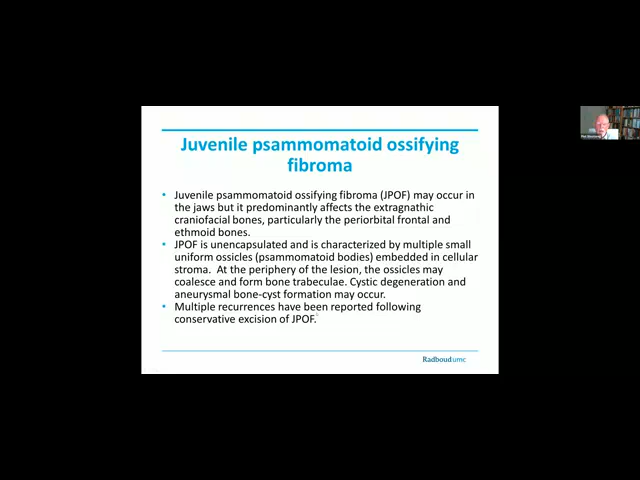 Juvenile psammomatoid ossifying
fibroma
• Juvenile psammomatoid ossifying fibroma (JPOF) may occur in
the jaws but it predominantly affects the extragnathic
craniofacial bones, particularly the periorbital frontal and
ethmoid bones.
• JPOF is unencapsulated and is characterized by multiple small
uniform ossicles (psammomatoid bodies) embedded in cellular
stroma.  At the periphery of the lesion, the ossicles may
coalesce and form bone trabeculae. Cystic degeneration and
aneurysmal bone-cyst formation may occur.
• Multiple recurrences have been reported following
conservative excision of JPOF.
Radboudumc